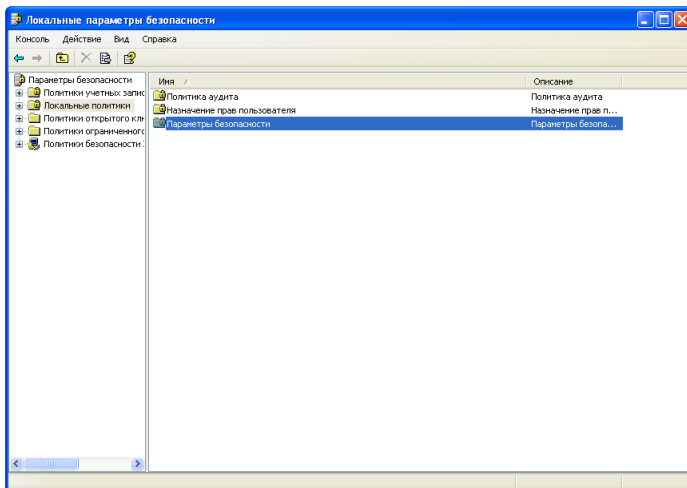 Локальные параметры безопасности
Консоль Действие Вид Справка
Параметры безопасности
Политики учетных запис
Локальные политики
Политики открытого клю
Политики ограниченного
Политики безопасности
Имя Описание
Политика аудита Политика аудита
Назначение прав пользователя Назначение прав п...
Параметры безопасности Параметры безопа...